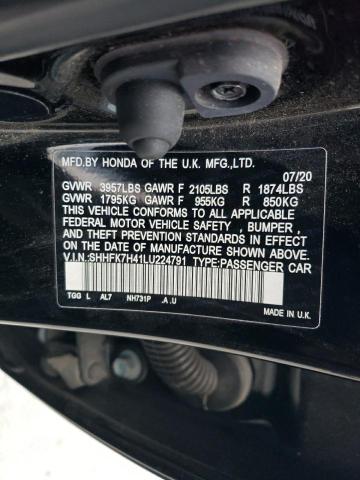 MFD.BY HONDA OF THE U.K. MFG.,LTD.
07/20
GVWR 3957LBS GAWR F 2105LBS R 1874LBS
GVWR 1795KG GAWR F 955KG R 850KG
THIS VEHICLE CONFORMS TO ALL APPLICABLE
FEDERAL MOTOR VEHICLE SAFETY , BUMPER ,
AND THEFT PREVENTION STANDARDS IN
EFFECT ON THE DATE OF MANUFACTURE
SHOWN ABOVE.
V.I.N.:SHHFK7H41LU224791 TYPE:PASSENGER CAR
TGG L AL7 NH731P .A .U
MADE IN U.K.